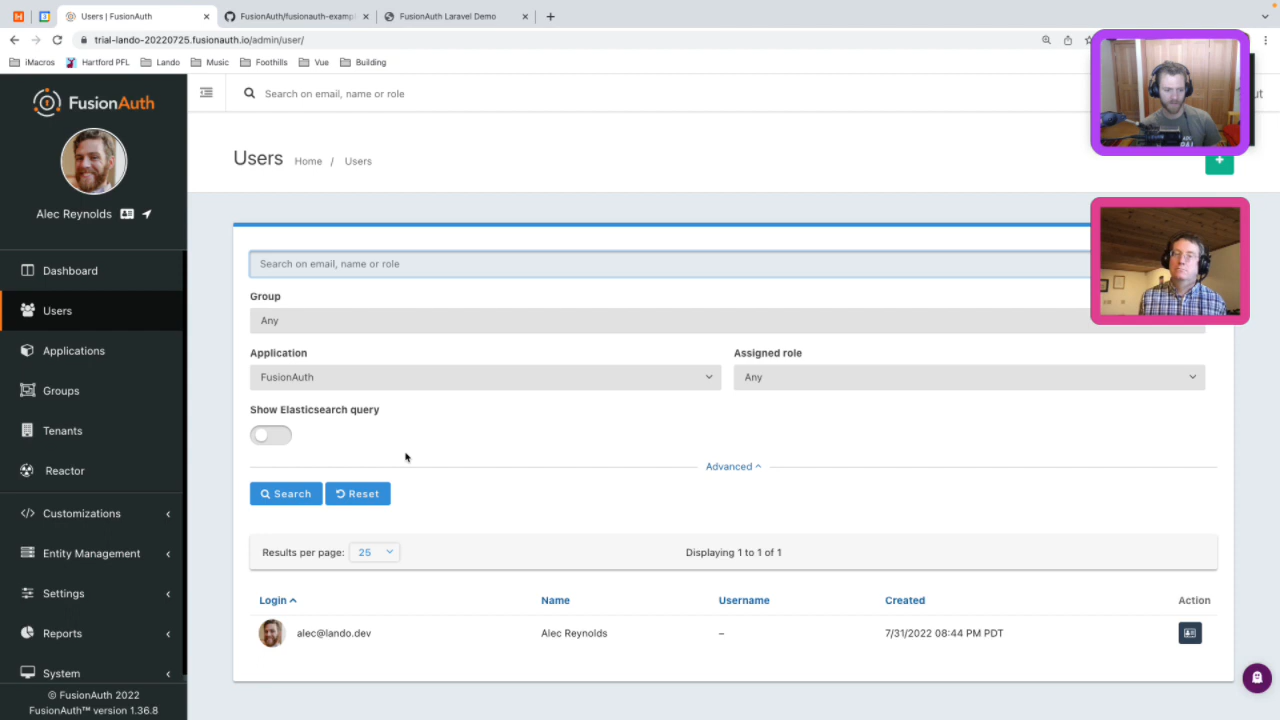 Users | FusionAuth
FusionAuth/fusionauth-exampl
FusionAuth Laravel Demo
trial-lando-20220725.fusionauth.io/admin/user/
iMacros
Hartford PFL
Lando
Music
Foothills
Vue
Building
FusionAuth
Search on email, name or role
Alec Reynolds
Users
Home / Users
Dashboard
Users
Applications
Groups
Tenants
Reactor
Customizations
Entity Management
Settings
Reports
System
© FusionAuth 2022
FusionAuth™ version 1.36.8
Search on email, name or role
Group
Any
Application
Assigned role
FusionAuth
Any
Show Elasticsearch query
Advanced
Search
Reset
Results per page: 25
Displaying 1 to 1 of 1
Login
Name
Username
Created
Action
alec@lando.dev
Alec Reynolds
–
7/31/2022 08:44 PM PDT